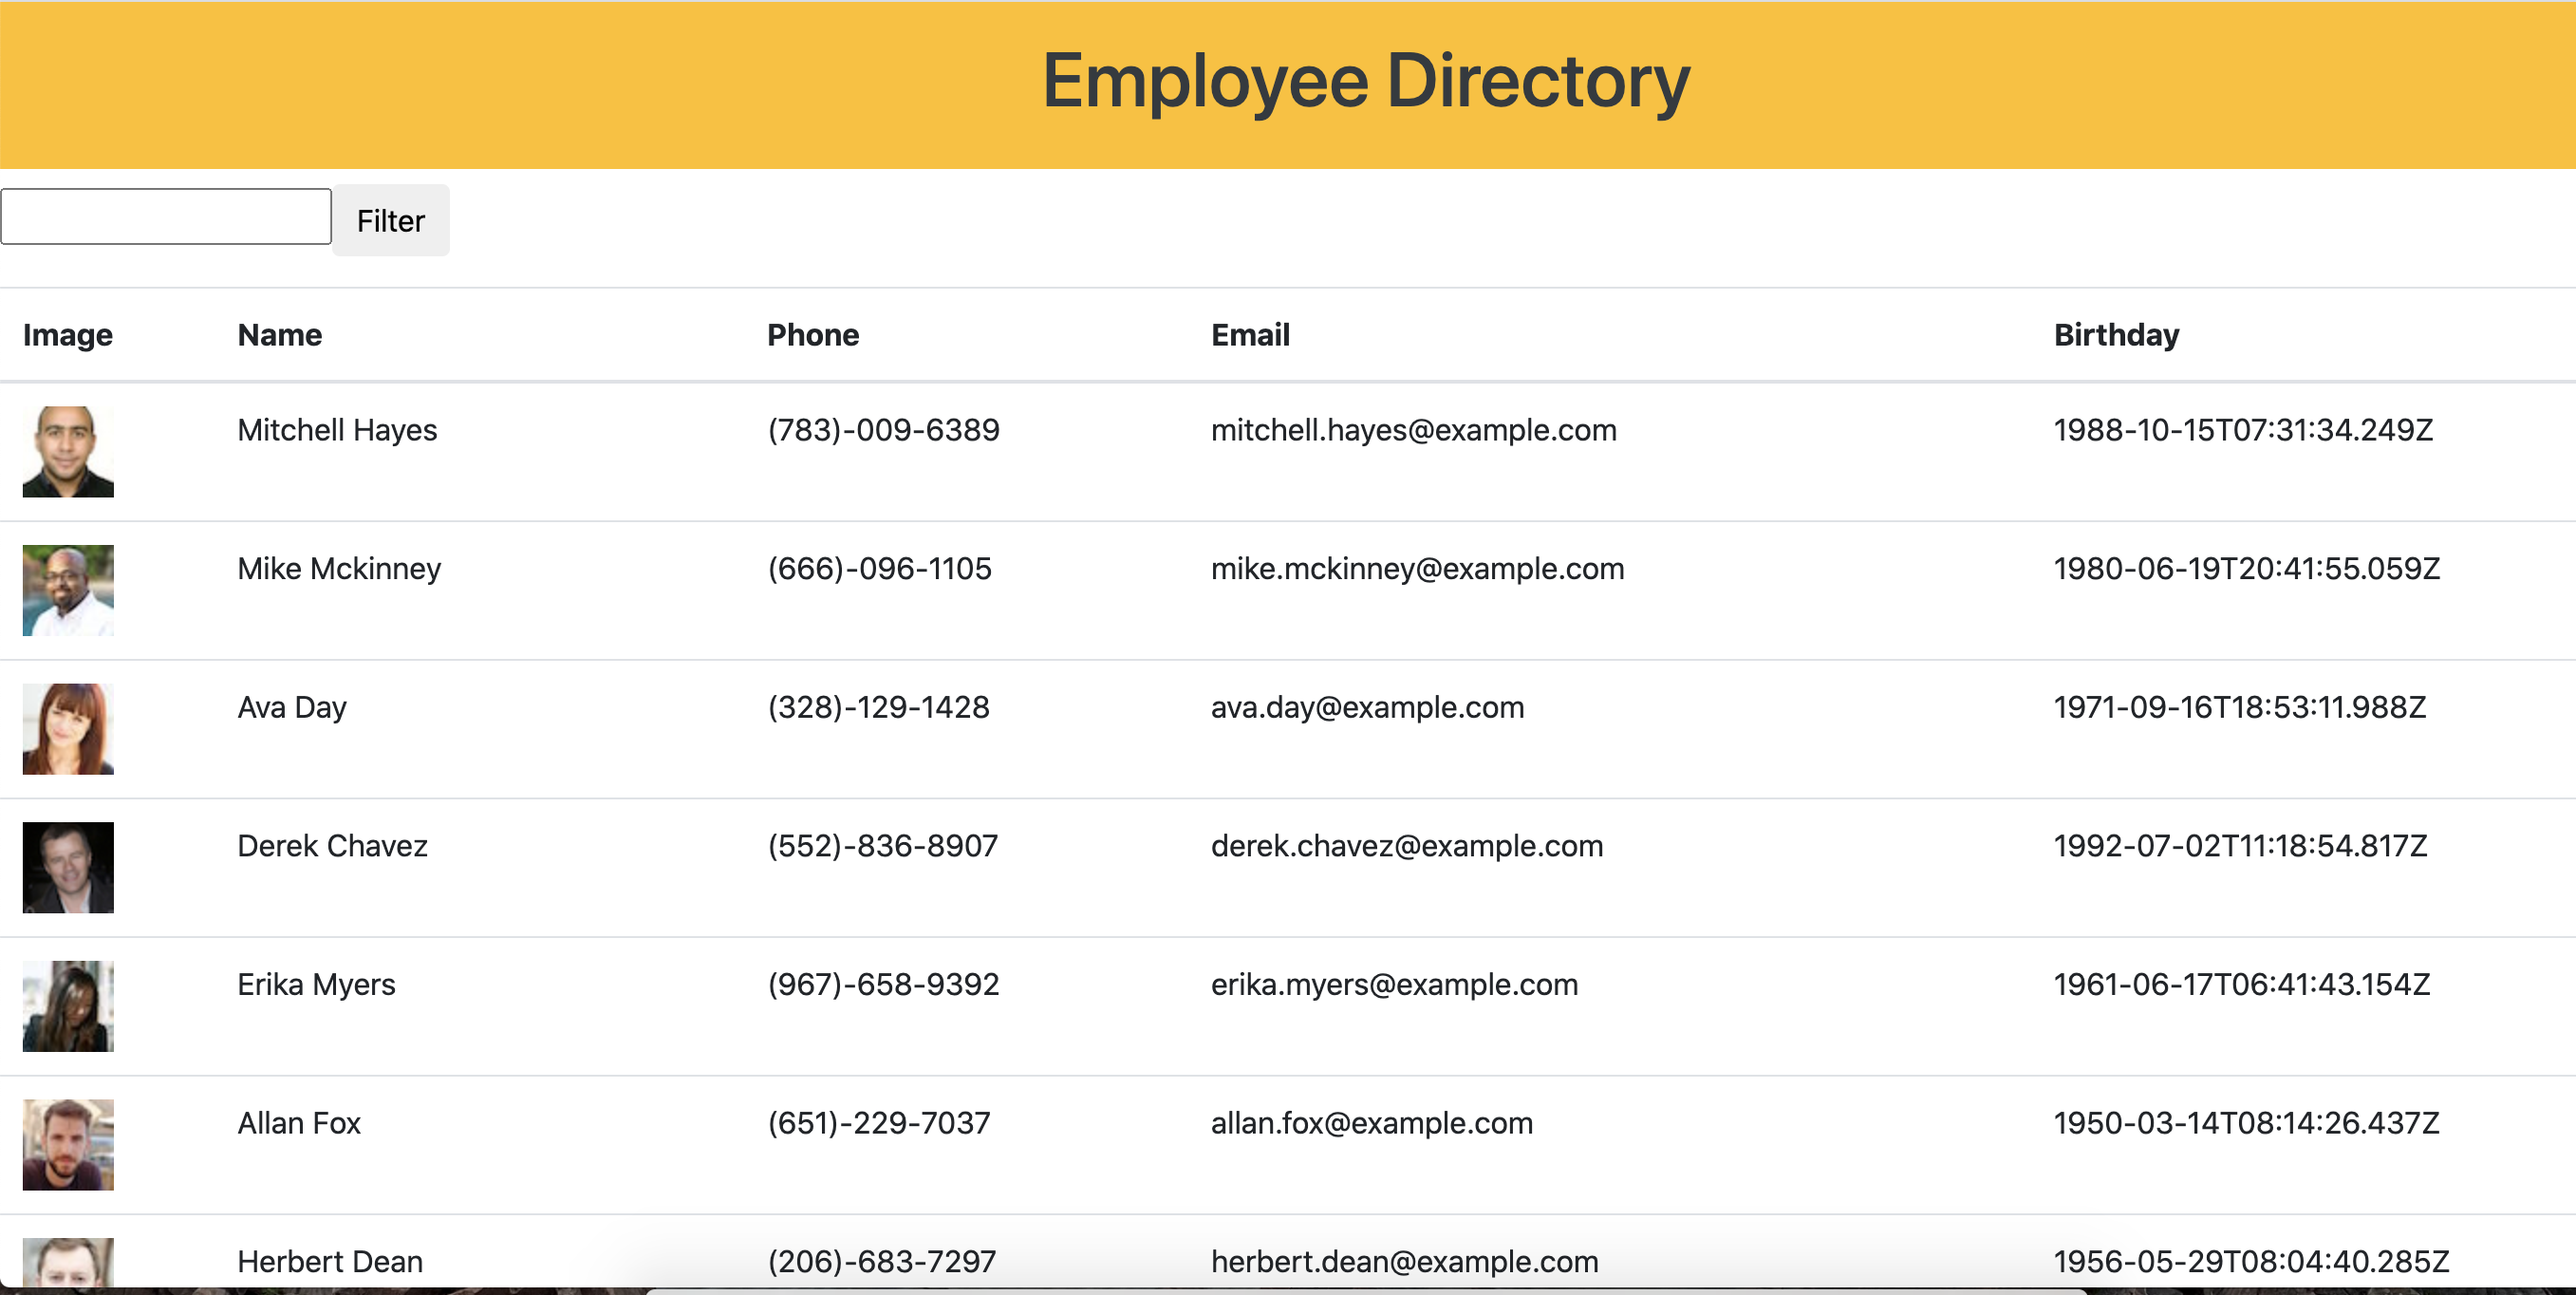 Employee Directory
Filter
Image Name Phone Email Birthday
Mitchell Hayes (783)-009-6389 mitchell.hayes@example.com 1988-10-15T07:31:34.249Z
Mike Mckinney (666)-096-1105 mike.mckinney@example.com 1980-06-19T20:41:55.059Z
Ava Day (328)-129-1428 ava.day@example.com 1971-09-16T18:53:11.988Z
Derek Chavez (552)-836-8907 derek.chavez@example.com 1992-07-02T11:18:54.817Z
Erika Myers (967)-658-9392 erika.myers@example.com 1961-06-17T06:41:43.154Z
Allan Fox (651)-229-7037 allan.fox@example.com 1950-03-14T08:14:26.437Z
Herbert Dean (206)-683-7297 herbert.dean@example.com 1956-05-29T08:04:40.285Z